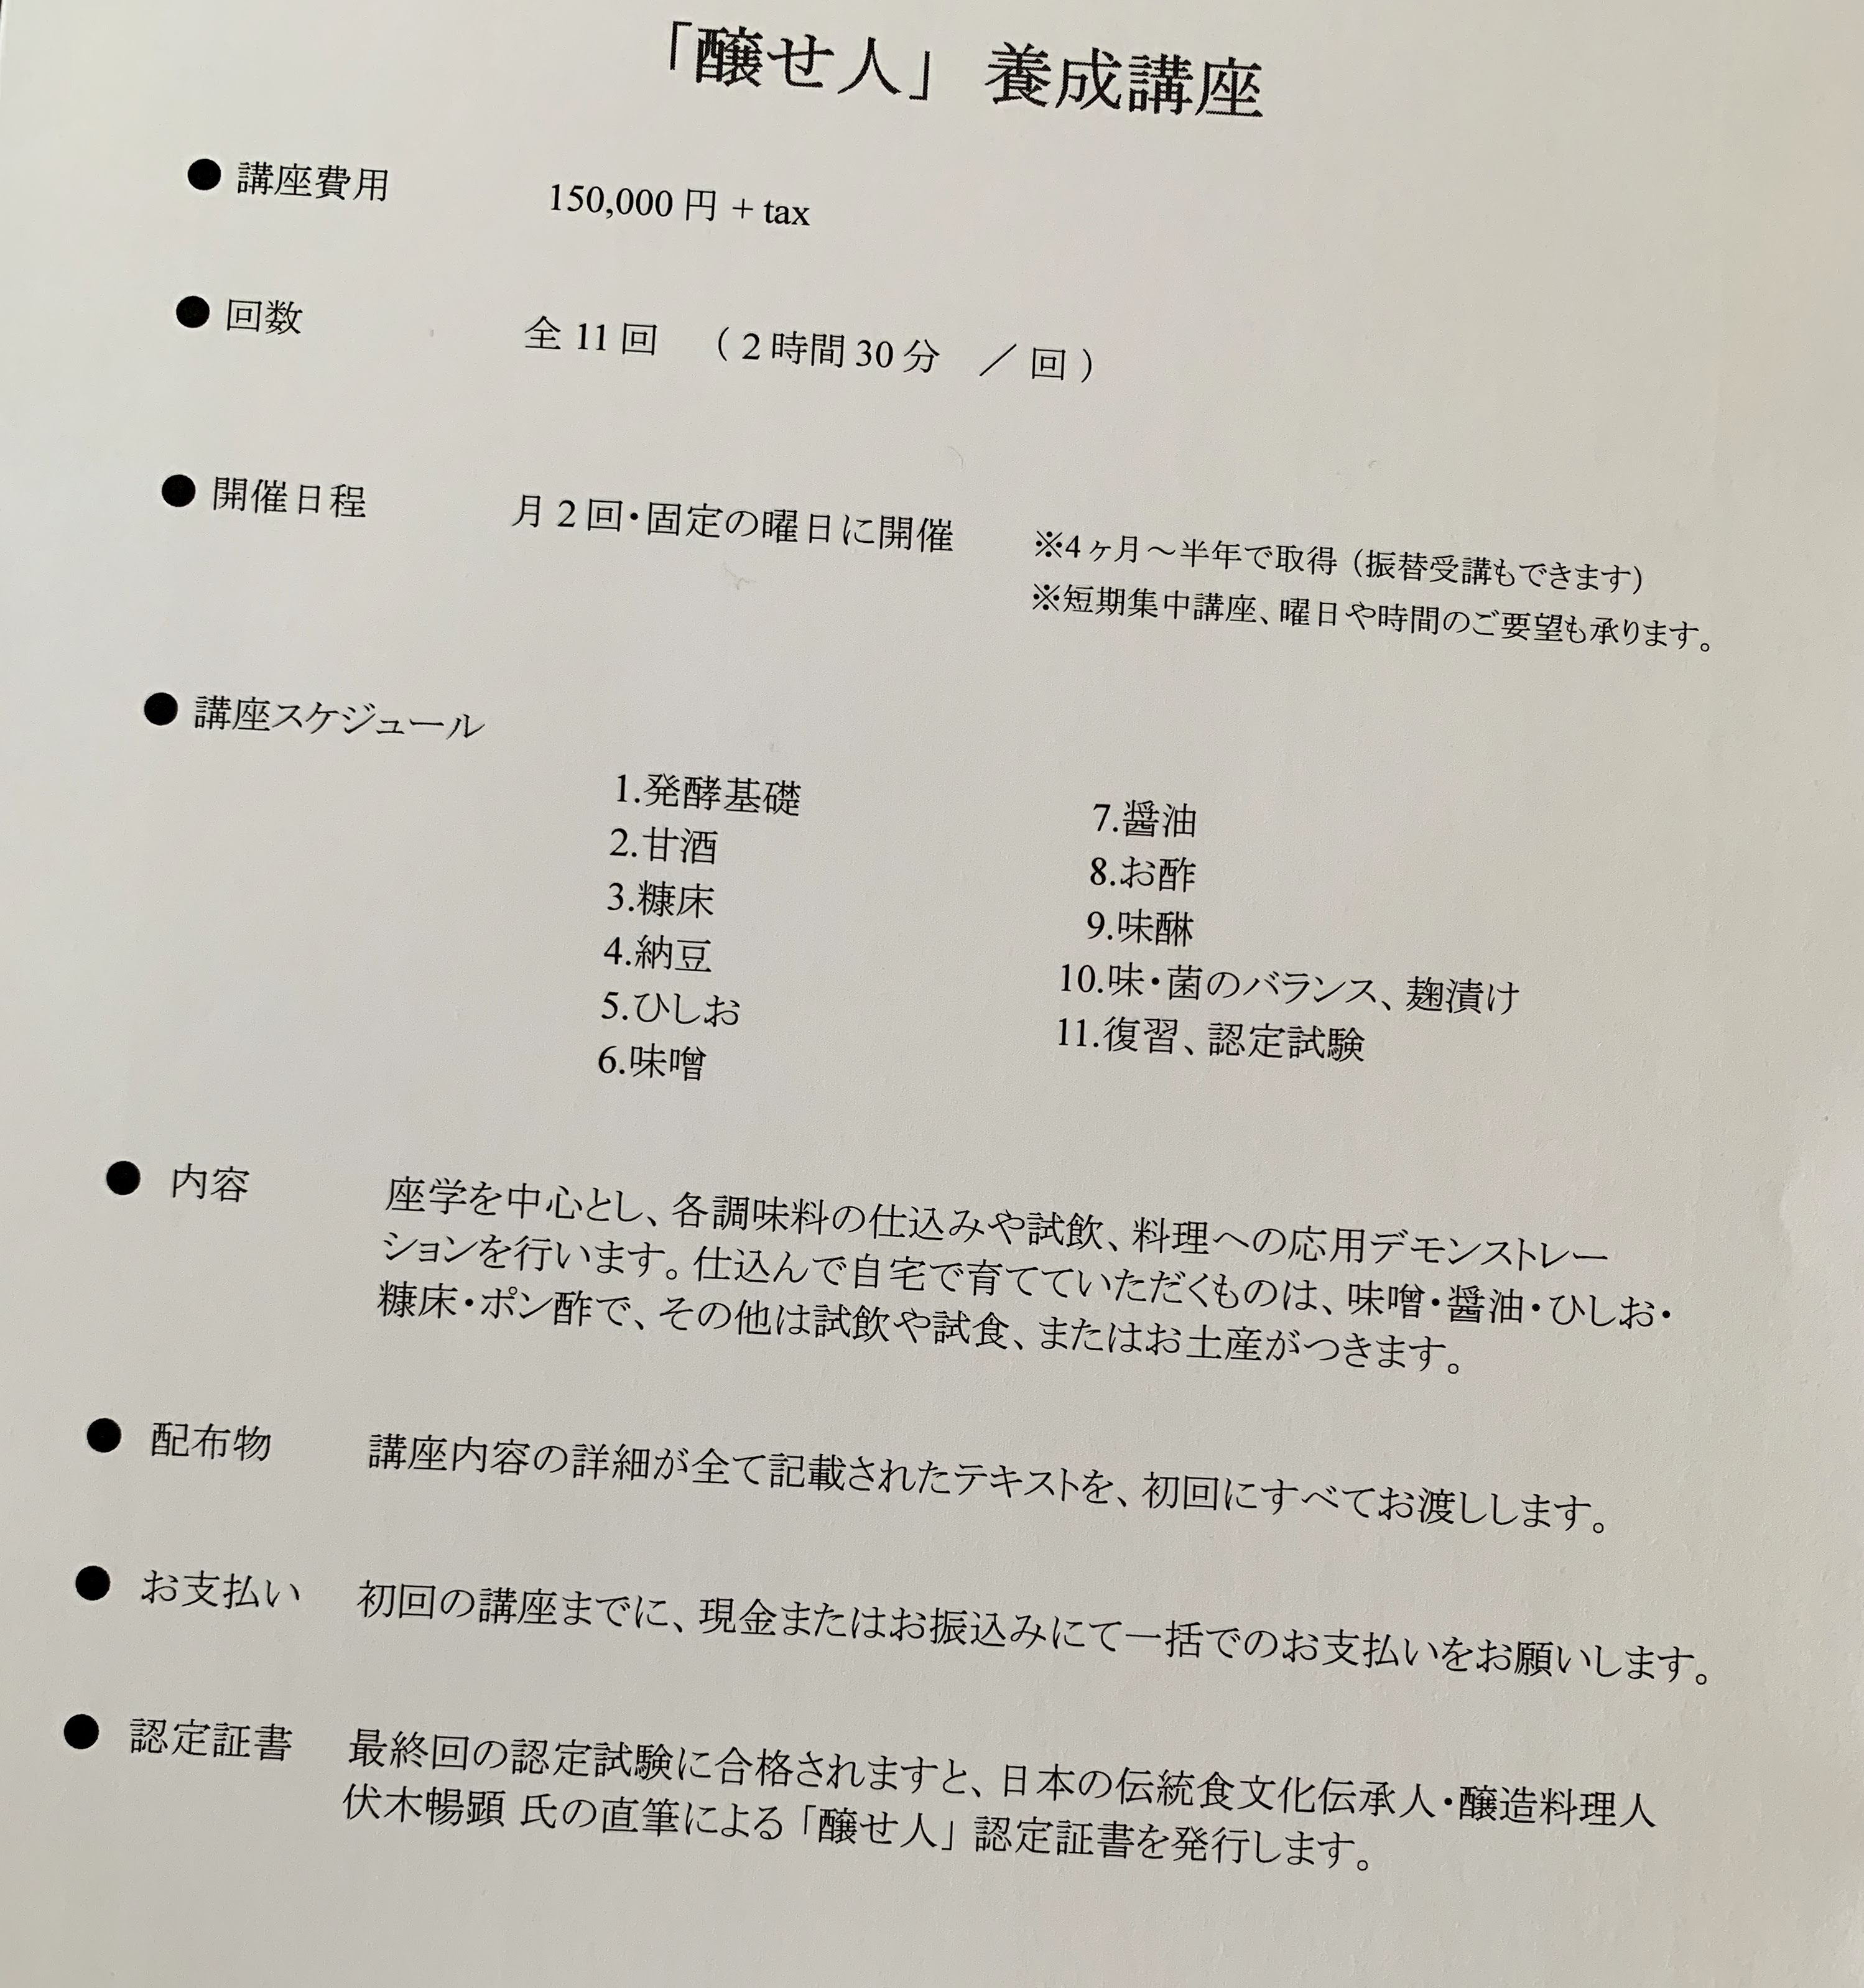 「醸せ人」 養成講座
● 講座費用 150,000 円 + tax
● 回数 全 11 回 （ 2 時間 30 分 ／ 回 ）
● 開催日程 月 2 回・固定の曜日に開催
※4 ヶ月～半年で取得（振替受講もできます）
※短期集中講座、曜日や時間のご要望も承ります。
● 講座スケジュール
1.発酵基礎
2.甘酒
3.糠床
4.納豆
5.ひしお
6.味噌
7.醤油
8.お酢
9.味醂
10.味・菌のバランス、麹漬け
11.復習、認定試験
● 内容 座学を中心とし、各調味料の仕込みや試飲、料理への応用デモンストレー
ションを行います。仕込んで自宅で育てていただくものは、味噌・醤油・ひしお・
糠床・ポン酢で、その他は試飲や試食、またはお土産がつきます。
● 配布物 講座内容の詳細が全て記載されたテキストを、初回にすべてお渡しします。
● お支払い 初回の講座までに、現金またはお振込みにて一括でのお支払いをお願いします。
● 認定証書 最終回の認定試験に合格されますと、日本の伝統食文化伝承人・醸造料理人
伏木暢顕 氏の直筆による「醸せ人」認定証書を発行します。